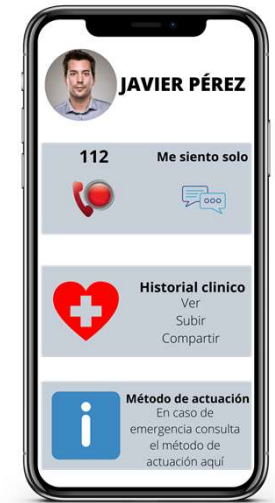 JAVIER PÉREZ
112
Me siento solo
Historial clinico
Ver
Subir
Compartir
Método de actuación
En caso de
emergencia consulta
el método de
actuación aquí